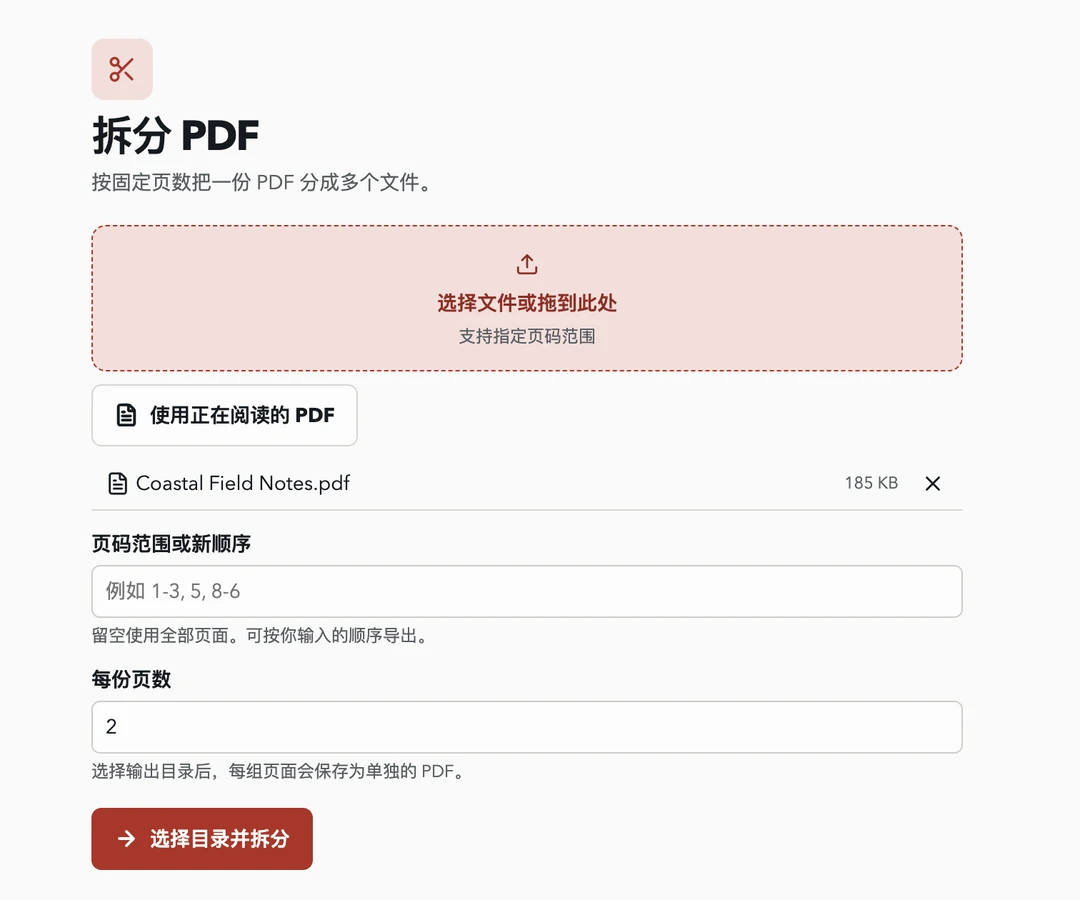 拆分 PDF
按固定页数把一份 PDF 分成多个文件。
选择文件或拖到此处
支持指定页码范围
使用正在阅读的 PDF
Coastal Field Notes.pdf 185 KB
页码范围或新顺序
例如 1-3, 5, 8-6
留空使用全部页面。可按你输入的顺序导出。
每份页数
2
选择输出目录后，每组页面会保存为单独的 PDF。
选择目录并拆分